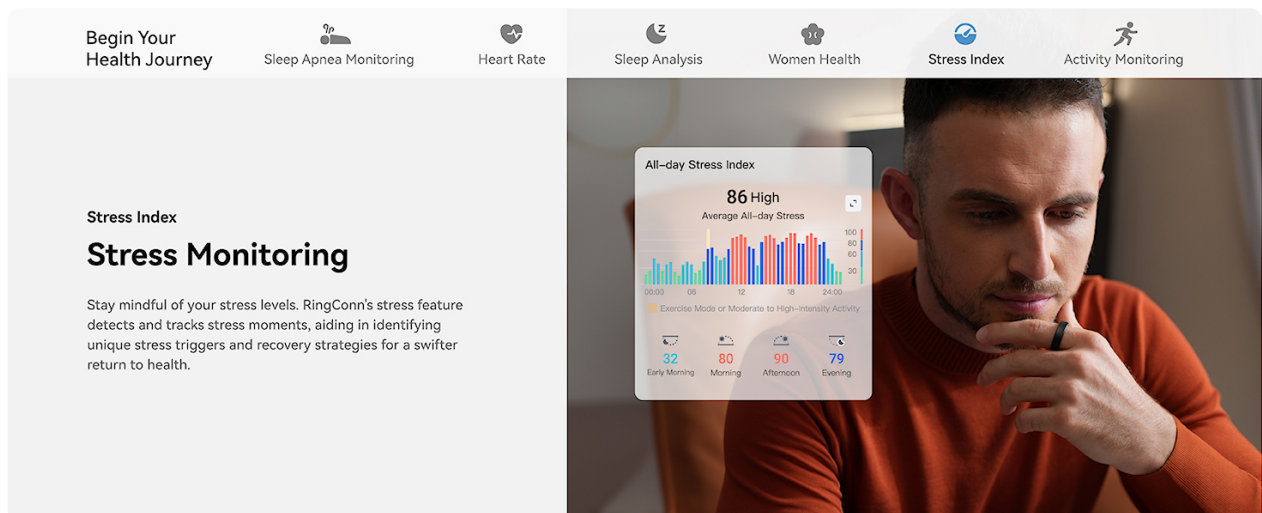 Begin Your
Health Journey
Sleep Apnea Monitoring
Heart Rate
Sleep Analysis
Women Health
Stress Index
Activity Monitoring
Stress Index
Stress Monitoring
Stay mindful of your stress levels. RingConn's stress feature
detects and tracks stress moments, aiding in identifying
unique stress triggers and recovery strategies for a swifter
return to health.
All-day Stress Index
86 High
Average All-day Stress
100
80
60
30
00:00 06 12 18 24:00
Exercise Mode or Moderate to High-intensity Activity
32 80 90 79
Early Morning Morning Afternoon Evening